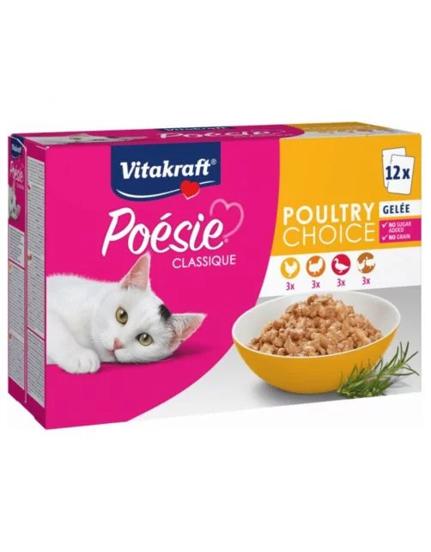 Vitakraft®
Poésie®
CLASSIQUE
POULTRY
CHOICE
12x
GELÉE
NO SUGAR
ADDED
NO GRAIN
3x 3x 3x 3x